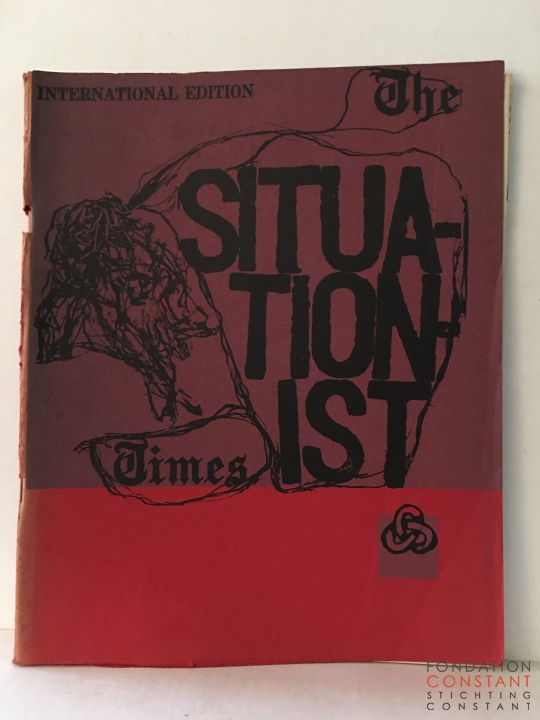 INTERNATIONAL EDITION
The
SITUA-
TION-
IST
Times
FONDATION
CONSTANT
STICHTING
CONSTANT